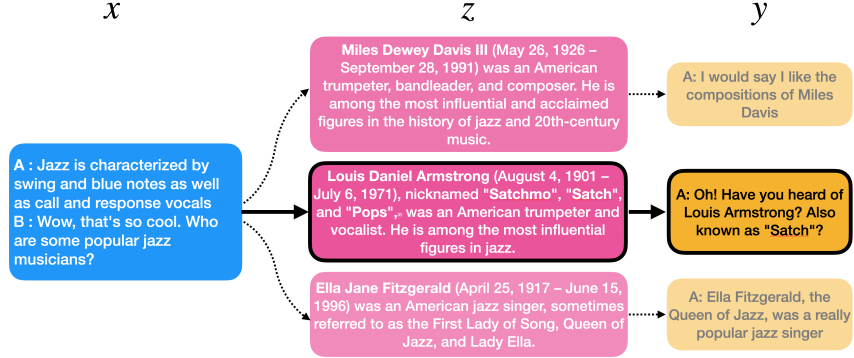 x
z
y
A : Jazz is characterized by
swing and blue notes as well
as call and response vocals
B : Wow, that's so cool. Who
are some popular jazz
musicians?
Miles Dewey Davis III (May 26, 1926 –
September 28, 1991) was an American
trumpeter, bandleader, and composer. He is
among the most influential and acclaimed
figures in the history of jazz and 20th-century
music.
A: I would say I like the
compositions of Miles
Davis
Louis Daniel Armstrong (August 4, 1901 –
July 6, 1971), nicknamed "Satchmo", "Satch",
and "Pops", was an American trumpeter and
vocalist. He is among the most influential
figures in jazz.
A: Oh! Have you heard of
Louis Armstrong? Also
known as "Satch"?
Ella Jane Fitzgerald (April 25, 1917 – June 15,
1996) was an American jazz singer, sometimes
referred to as the First Lady of Song, Queen of
Jazz, and Lady Ella.
A: Ella Fitzgerald, the
Queen of Jazz, was a really
popular jazz singer